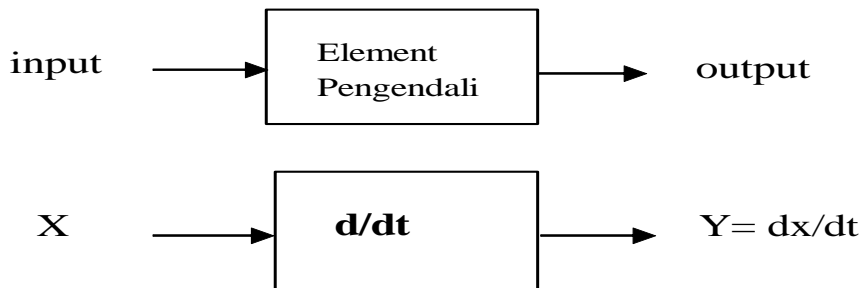 input
Element
Pengendali
output
X
d/dt
Y= dx/dt